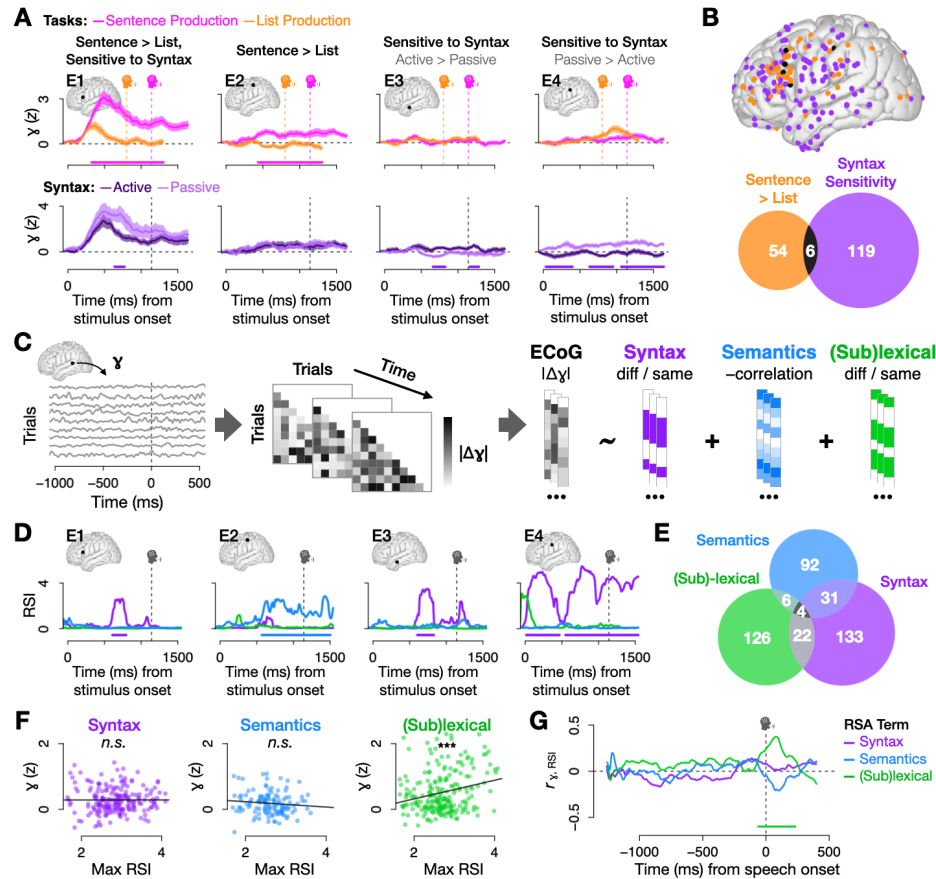 A
Tasks: — Sentence Production — List Production
Sentence > List,
Sensitive to Syntax
Sentence > List
Sensitive to Syntax
Active > Passive
Sensitive to Syntax
Passive > Active
E1
E2
E3
E4
ɣ (z)
3
0
Syntax: — Active — Passive
ɣ (z)
4
0
0 1500
0 1500
0 1500
0 1500
Time (ms) from
stimulus onset
Time (ms) from
stimulus onset
Time (ms) from
stimulus onset
Time (ms) from
stimulus onset
B
Sentence
> List
Syntax
Sensitivity
54
6
119
C
ɣ
Trials
−1000 −500 0 500
Time (ms)
Trials
Time
Trials
|Δɣ|
ECoG
|Δɣ|
~
Syntax
diff / same
+
Semantics
−correlation
+
(Sub)lexical
diff / same
•••
•••
•••
•••
D
E1
E2
E3
E4
RSI
4
0
0 1500
0 1500
0 1500
0 1500
Time (ms) from
stimulus onset
Time (ms) from
stimulus onset
Time (ms) from
stimulus onset
Time (ms) from
stimulus onset
E
Semantics
(Sub)-lexical
Syntax
92
6
4
31
126
22
133
F
Syntax
n.s.
ɣ (z)
2
0
2 4
Max RSI
Semantics
n.s.
ɣ (z)
2
0
2 4
Max RSI
(Sub)lexical
***
ɣ (z)
2
0
2 4
Max RSI
G
r ɣ, RSI
0.5
0
−0.5
−1000 −500 0 500
Time (ms) from speech onset
RSA Term
— Syntax
— Semantics
— (Sub)lexical